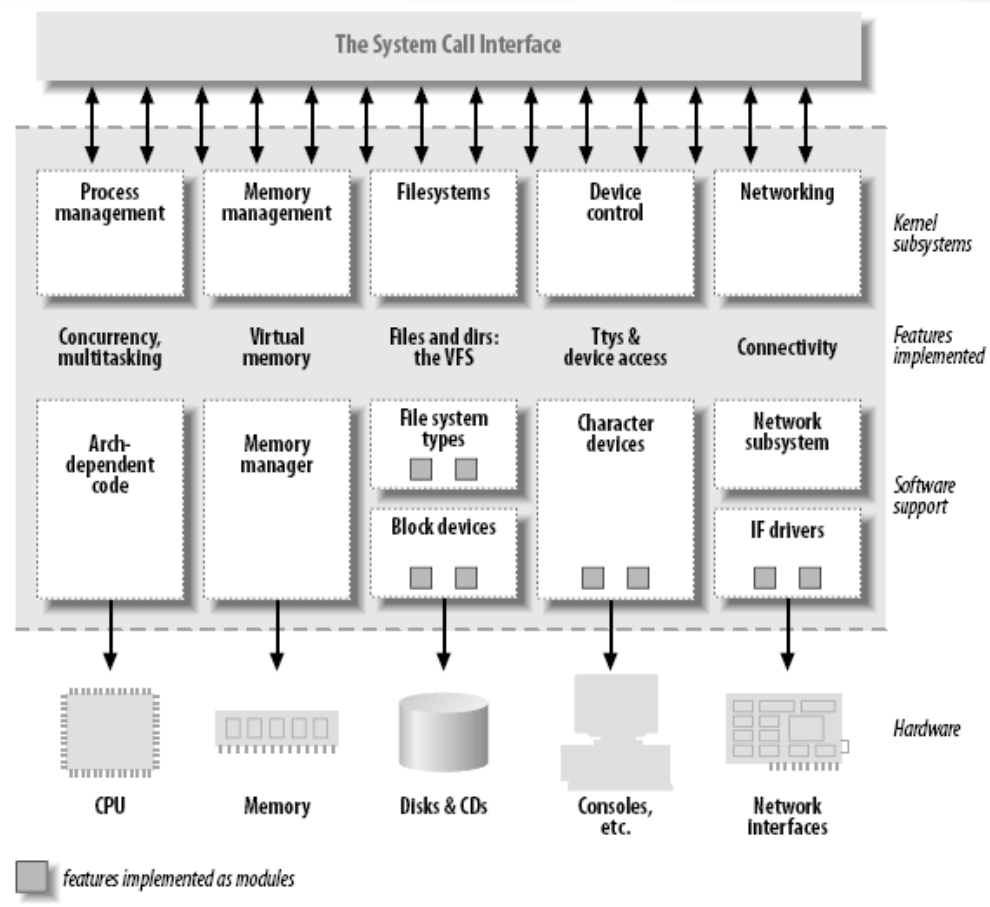 The System Call Interface
Process
management
Memory
management
Filesystems
Device
control
Networking
Kernel
subsystems
Concurrency,
multitasking
Virtual
memory
Files and dirs:
the VFS
Ttys &
device access
Connectivity
Features
implemented
Arch-
dependent
code
Memory
manager
File system
types
Block devices
Character
devices
Network
subsystem
IF drivers
Software
support
CPU
Memory
Disks & CDs
Consoles,
etc.
Network
interfaces
Hardware
features implemented as modules